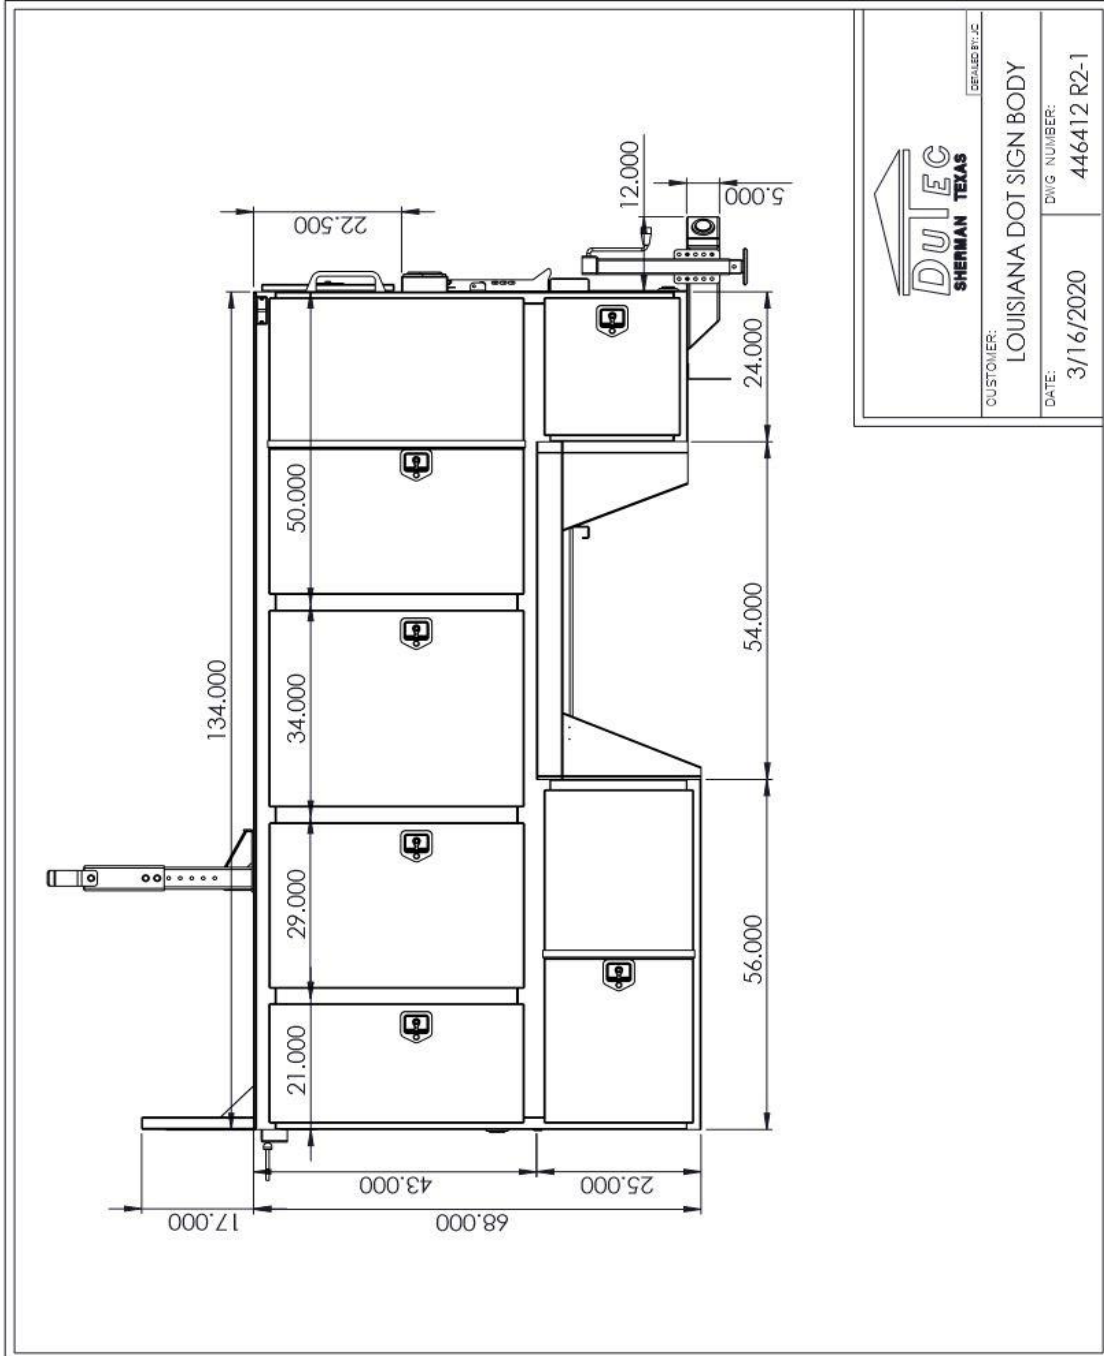 17.000
68.000
43.000
25.000
134.000
22.500
21.000
29.000
34.000
50.000
12.000
5.000
56.000
54.000
24.000
DUTEC
SHERMAN TEXAS
DETAILED BY: JC
CUSTOMER:
LOUISIANA DOT SIGN BODY
DATE:
3/16/2020
DWG NUMBER:
446412 R2-1